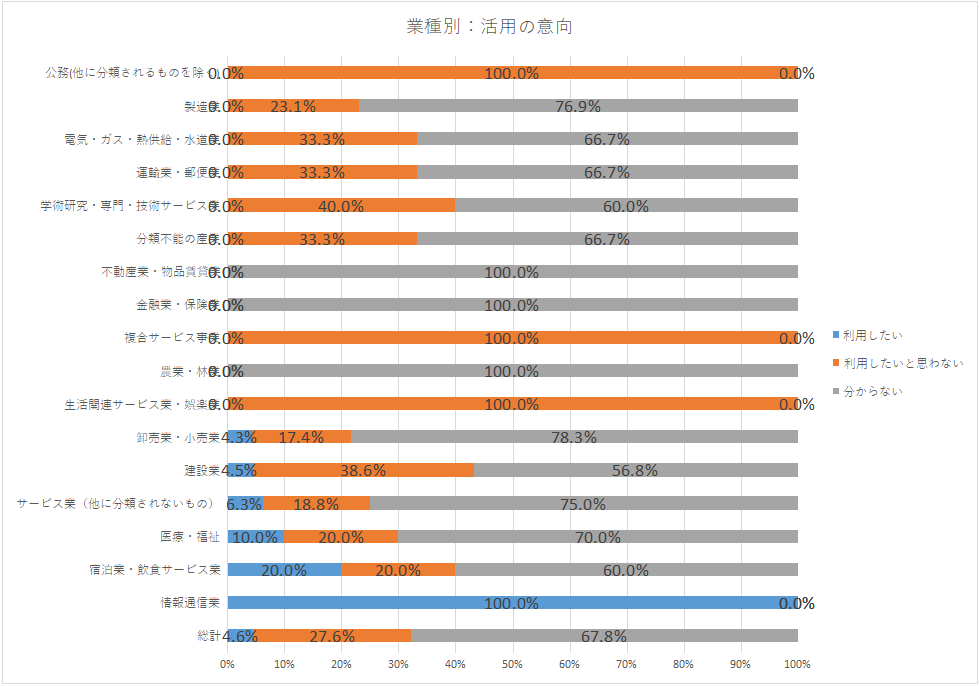 業種別：活用の意向
公務(他に分類されるものを除く) 0.0% 100.0% 0.0%
製造業 0.0% 23.1% 76.9%
電気・ガス・熱供給・水道業 0.0% 33.3% 66.7%
運輸業・郵便業 0.0% 33.3% 66.7%
学術研究・専門・技術サービス業 0.0% 40.0% 60.0%
分類不能の産業 0.0% 33.3% 66.7%
不動産業・物品賃貸業 0.0% 100.0%
金融業・保険業 0.0% 100.0%
複合サービス事業 0.0% 100.0% 0.0%
農業・林業 0.0% 100.0%
生活関連サービス業・娯楽業 0.0% 100.0% 0.0%
卸売業・小売業 4.3% 17.4% 78.3%
建設業 4.5% 38.6% 56.8%
サービス業（他に分類されないもの） 6.3% 18.8% 75.0%
医療・福祉 10.0% 20.0% 70.0%
宿泊業・飲食サービス業 20.0% 20.0% 60.0%
情報通信業 100.0% 0.0%
総計 4.6% 27.6% 67.8%
0% 10% 20% 30% 40% 50% 60% 70% 80% 90% 100%
利用したい
利用したいと思わない
分からない